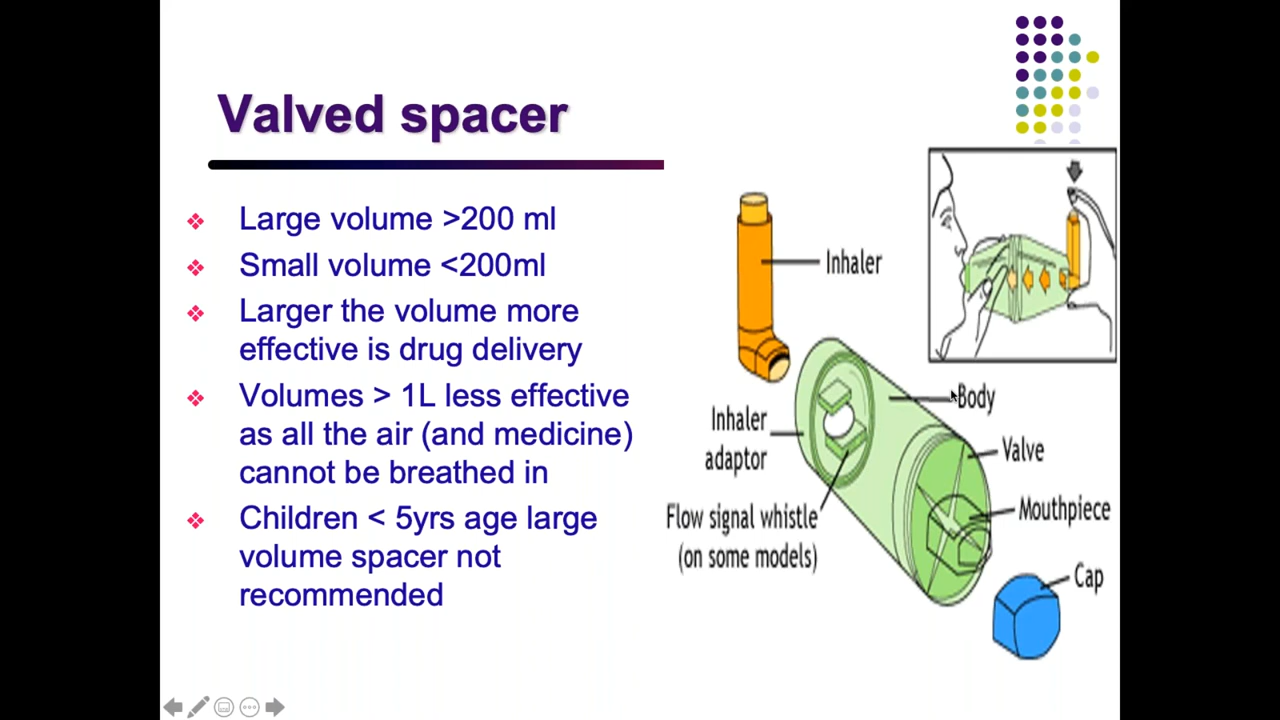 Valved spacer
Large volume >200 ml
Small volume <200ml
Larger the volume more
effective is drug delivery
Volumes > 1L less effective
as all the air (and medicine)
cannot be breathed in
Children < 5yrs age large
volume spacer not
recommended
Inhaler
Body
Inhaler
adaptor
Valve
Mouthpiece
Flow signal whistle
(on some models)
Cap